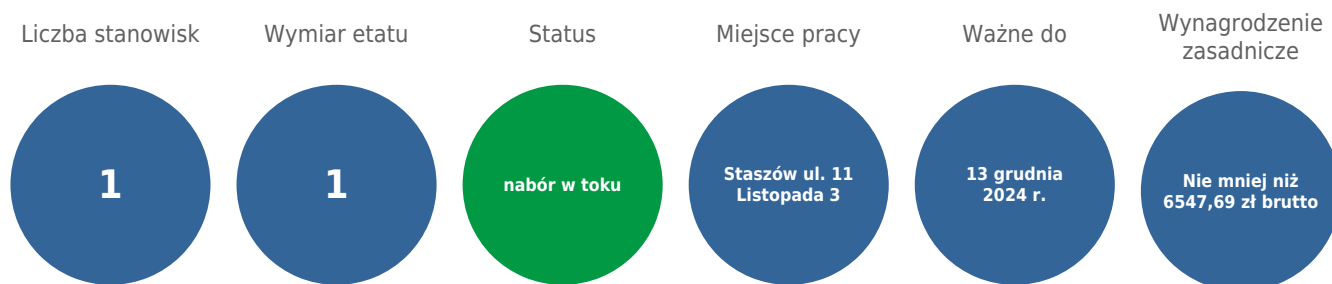 Liczba stanowisk
1
Wymiar etatu
1
Status
nabór w toku
Miejsce pracy
Staszów ul. 11
Listopada 3
Ważne do
13 grudnia
2024 r.
Wynagrodzenie
zasadnicze
Nie mniej niż
6547,69 zł brutto